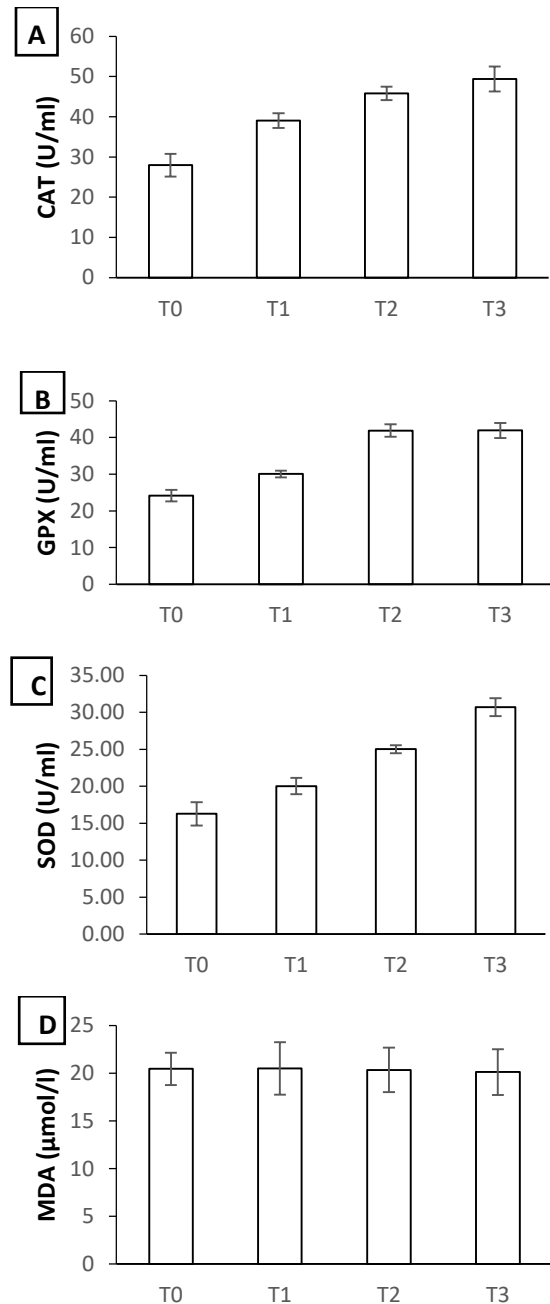 A
CAT (U/ml)
60
50
40
30
20
10
0
T0 T1 T2 T3
B
GPX (U/ml)
50
40
30
20
10
0
T0 T1 T2 T3
C
SOD (U/ml)
35.00
30.00
25.00
20.00
15.00
10.00
5.00
0.00
T0 T1 T2 T3
D
MDA (µmol/l)
25
20
15
10
5
0
T0 T1 T2 T3